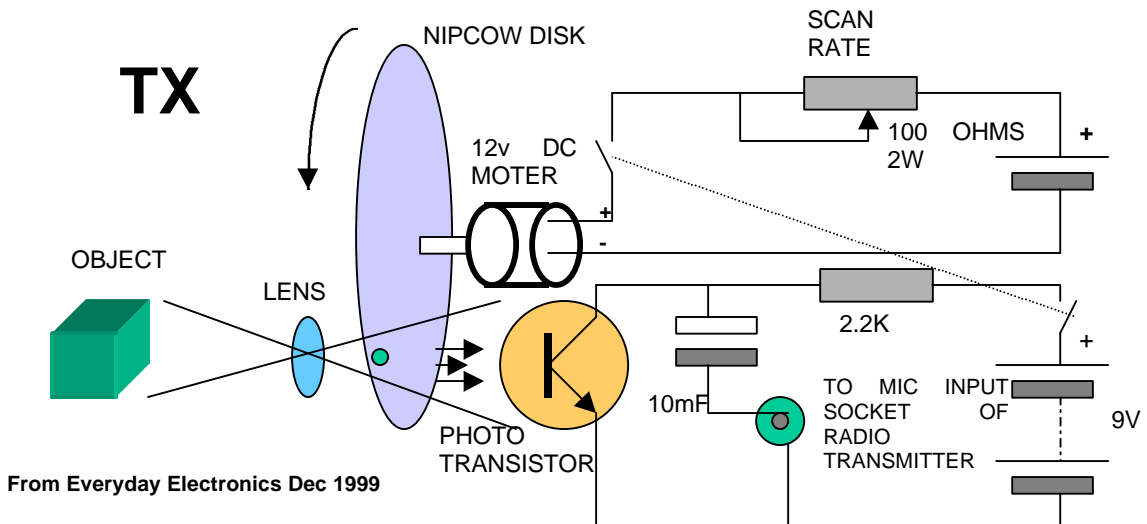 SCAN
RATE
NIPCOW DISK
TX
100 OHMS
2W
+
12v DC
MOTER
+
-
OBJECT
LENS
2.2K
+
10mF
TO MIC INPUT
SOCKET OF
RADIO
TRANSMITTER
9V
PHOTO
TRANSISTOR
From Everyday Electronics Dec 1999